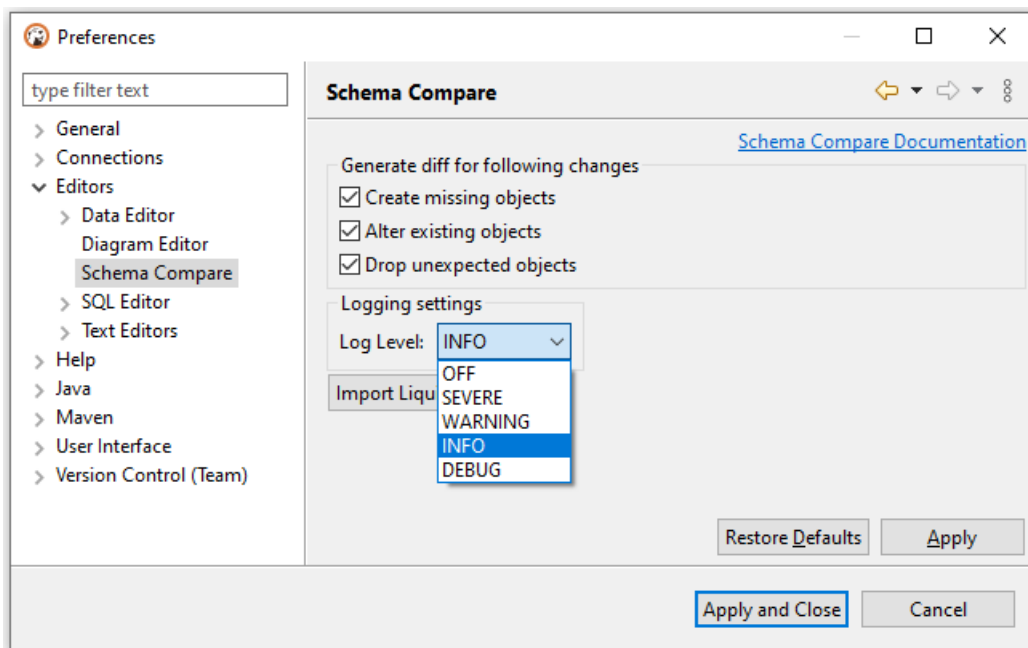 Preferences
type filter text
General
Connections
Editors
Data Editor
Diagram Editor
Schema Compare
SQL Editor
Text Editors
Help
Java
Maven
User Interface
Version Control (Team)
Schema Compare
Schema Compare Documentation
Generate diff for following changes
Create missing objects
Alter existing objects
Drop unexpected objects
Logging settings
Log Level: INFO
OFF
SEVERE
WARNING
INFO
DEBUG
Import Liqu
Restore Defaults Apply
Apply and Close Cancel